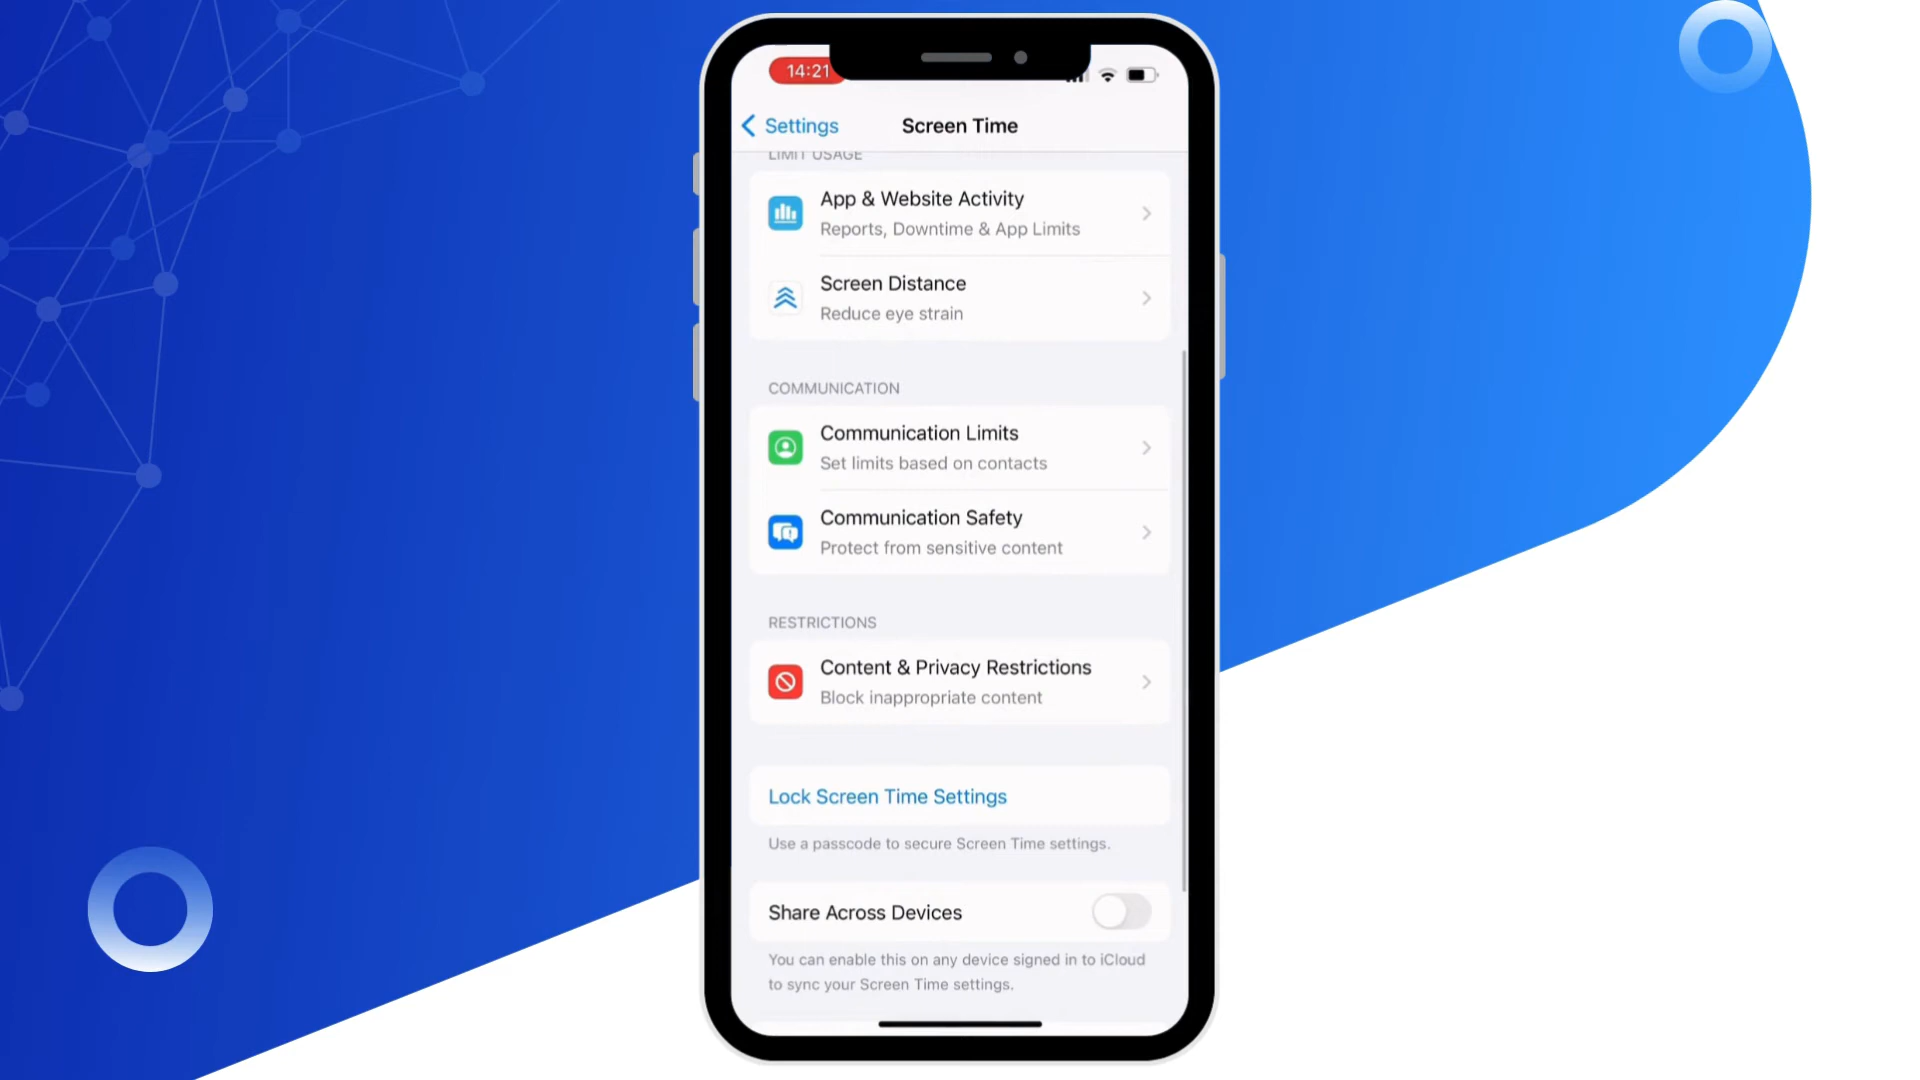 14:21
Settings
Screen Time
LIMIT USAGE
App & Website Activity
Reports, Downtime & App Limits
Screen Distance
Reduce eye strain
COMMUNICATION
Communication Limits
Set limits based on contacts
Communication Safety
Protect from sensitive content
RESTRICTIONS
Content & Privacy Restrictions
Block inappropriate content
Lock Screen Time Settings
Use a passcode to secure Screen Time settings.
Share Across Devices
You can enable this on any device signed in to iCloud
to sync your Screen Time settings.